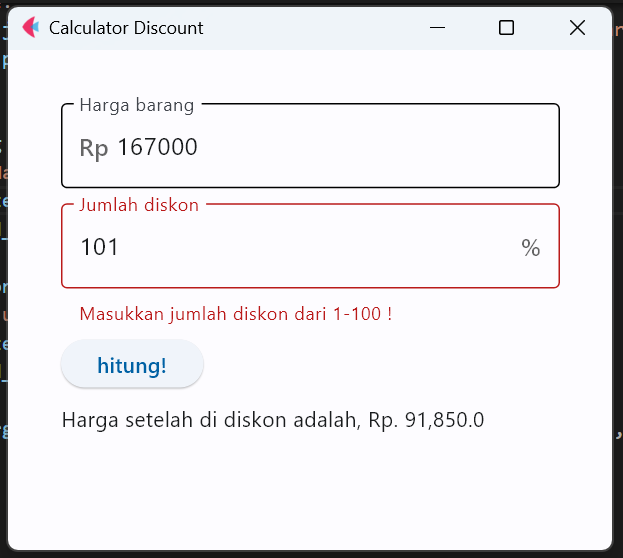 Calculator Discount
Harga barang
Rp 167000
Jumlah diskon
101 %
Masukkan jumlah diskon dari 1-100 !
hitung!
Harga setelah di diskon adalah, Rp. 91,850.0